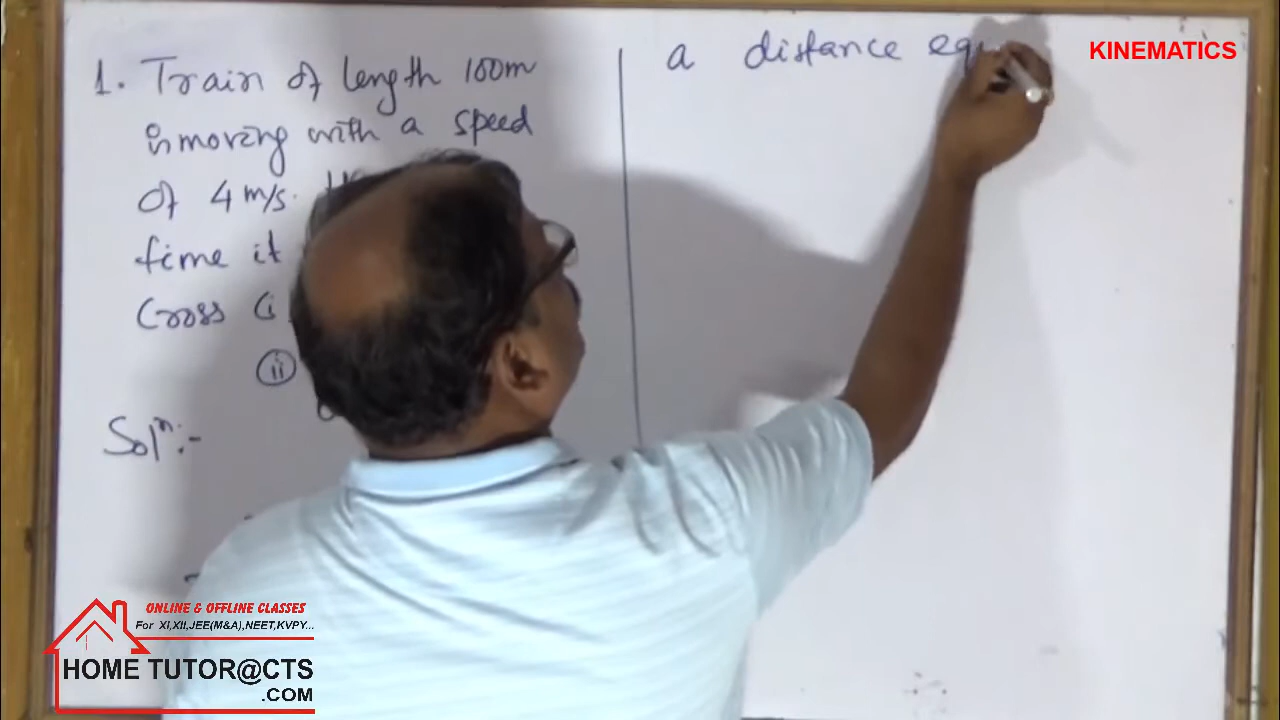 1. Train of length 100m
is moving with a speed
of 4 m/s.
time it
Cross (i
(ii)
Solⁿ:-
a distance equ
KINEMATICS
ONLINE & OFFLINE CLASSES
For XI,XII,JEE(M&A),NEET,KVPY...
HOME TUTOR@CTS
.COM